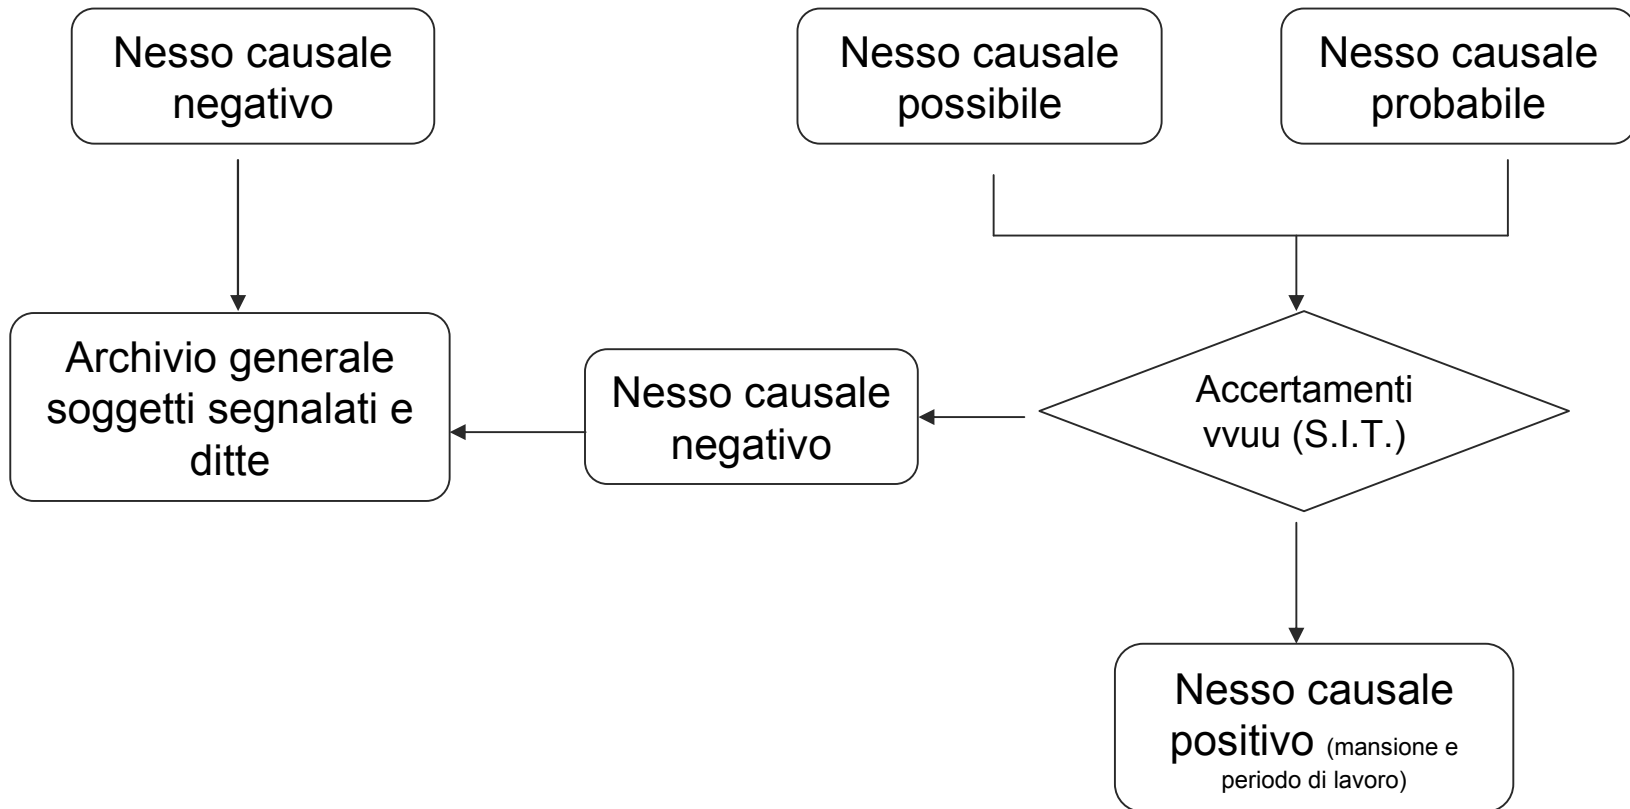 Nesso causale
negativo
Nesso causale
possibile
Nesso causale
probabile
Archivio generale
soggetti segnalati e
ditte
Nesso causale
negativo
Accertamenti
vvuu (S.I.T.)
Nesso causale
positivo (mansione e
periodo di lavoro)